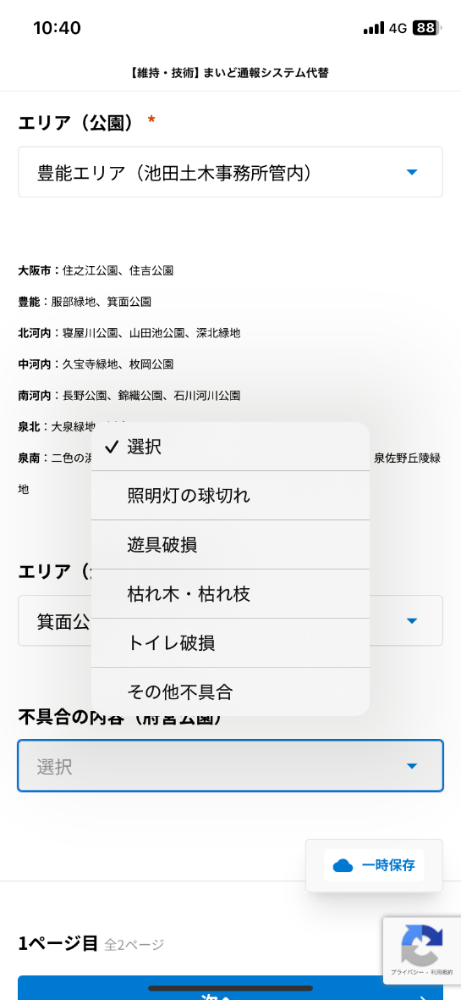 10:40
4G 88
【維持・技術】まいど通報システム代替
エリア（公園） *
豊能エリア（池田土木事務所管内）
大阪市：住之江公園、住吉公園
豊能：服部緑地、箕面公園
北河内：寝屋川公園、山田池公園、深北緑地
中河内：久宝寺緑地、枚岡公園
南河内：長野公園、錦織公園、石川河川公園
泉北：大泉緑地
泉南：二色の浜 泉佐野丘陵緑
地
選択
照明灯の球切れ
遊具破損
枯れ木・枯れ枝
トイレ破損
その他不具合
エリア（
箕面公
不具合の内容（府営公園）
選択
一時保存
1ページ目 全2ページ
次へ
プライバシー - 利用規約